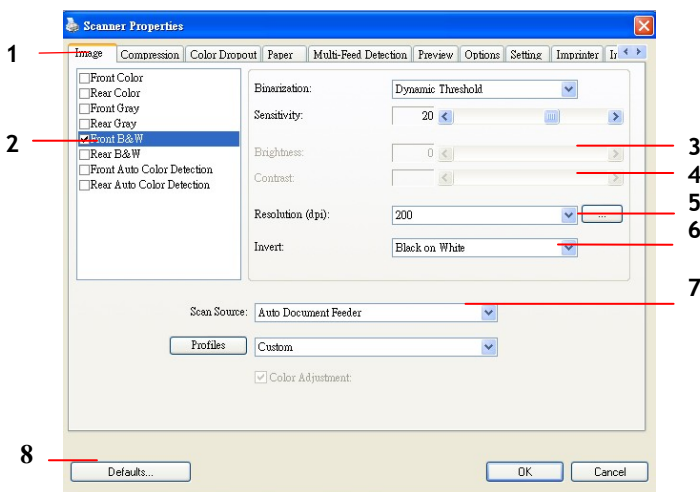 Scanner Properties
1
Image Compression Color Dropout Paper Multi-Feed Detection Preview Options Setting Imprinter
Front Color
Rear Color
Front Gray
Rear Gray
2
Front B&W
Rear B&W
Front Auto Color Detection
Rear Auto Color Detection
Binarization: Dynamic Threshold
Sensitivity: 20
Brightness: 0
3
Contrast:
4
Resolution (dpi): 200 ...
5
Invert: Black on White
6
Scan Source: Auto Document Feeder
7
Profiles Custom
Color Adjustment:
8
Defaults... OK Cancel